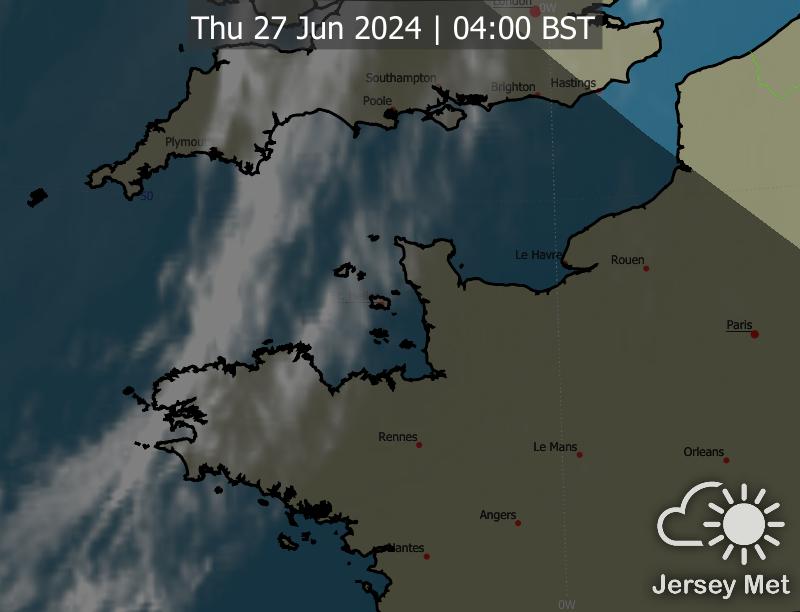 London
0W
Thu 27 Jun 2024 | 04:00 BST
Southampton
Brighton
Hastings
Poole
Plymou
50
Le Havre
Rouen
Paris
Rennes
Le Mans
Orleans
Angers
Nantes
0W
Jersey Met